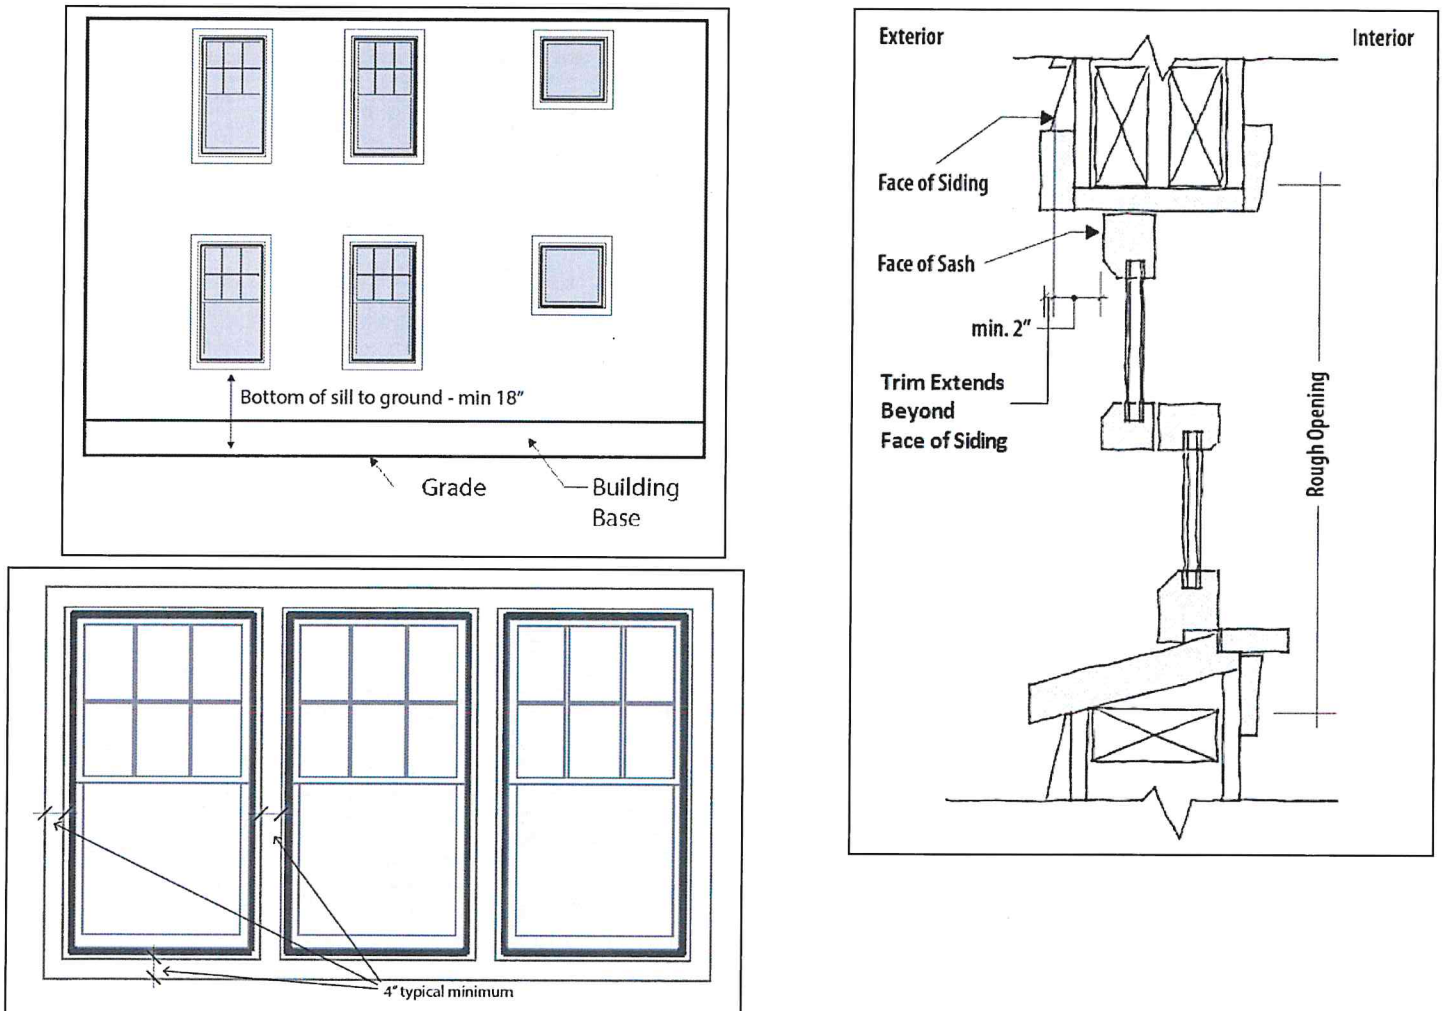 Bottom of sill to ground - min 18"
Grade
Building
Base
4" typical minimum
Exterior
Interior
Face of Siding
Face of Sash
min. 2"
Trim Extends
Beyond
Face of Siding
Rough Opening